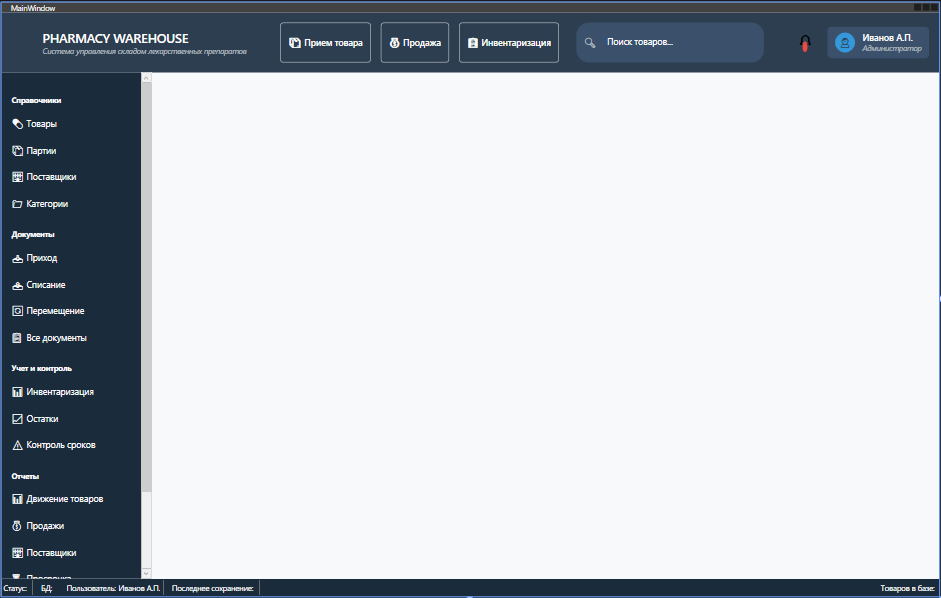 MainWindow
PHARMACY WAREHOUSE
Система управления складом лекарственных препаратов
Прием товара
Продажа
Инвентаризация
Поиск товаров...
Иванов А.П.
Администратор
Справочники
Товары
Партии
Поставщики
Категории
Документы
Приход
Списание
Перемещение
Все документы
Учет и контроль
Инвентаризация
Остатки
Контроль сроков
Отчеты
Движение товаров
Продажи
Поставщики
Статус:
БД:
Пользователь: Иванов А.П.
Последнее сохранение:
Товаров в базе: